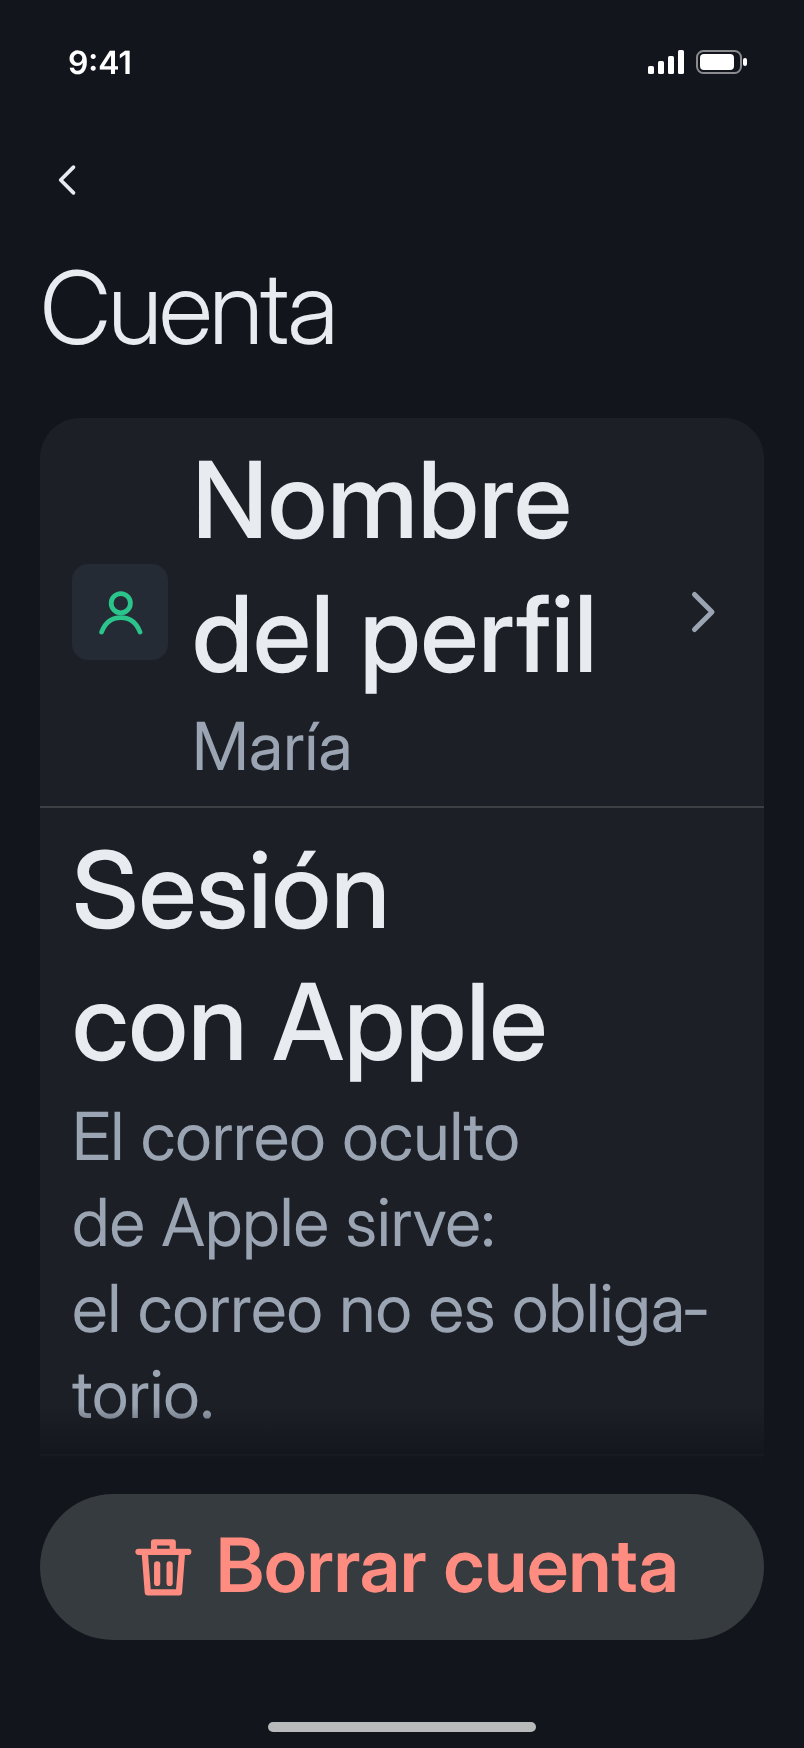 9:41
Cuenta
Nombre
del perfil
María
Sesión
con Apple
El correo oculto
de Apple sirve:
el correo no es obliga-
torio.
Borrar cuenta